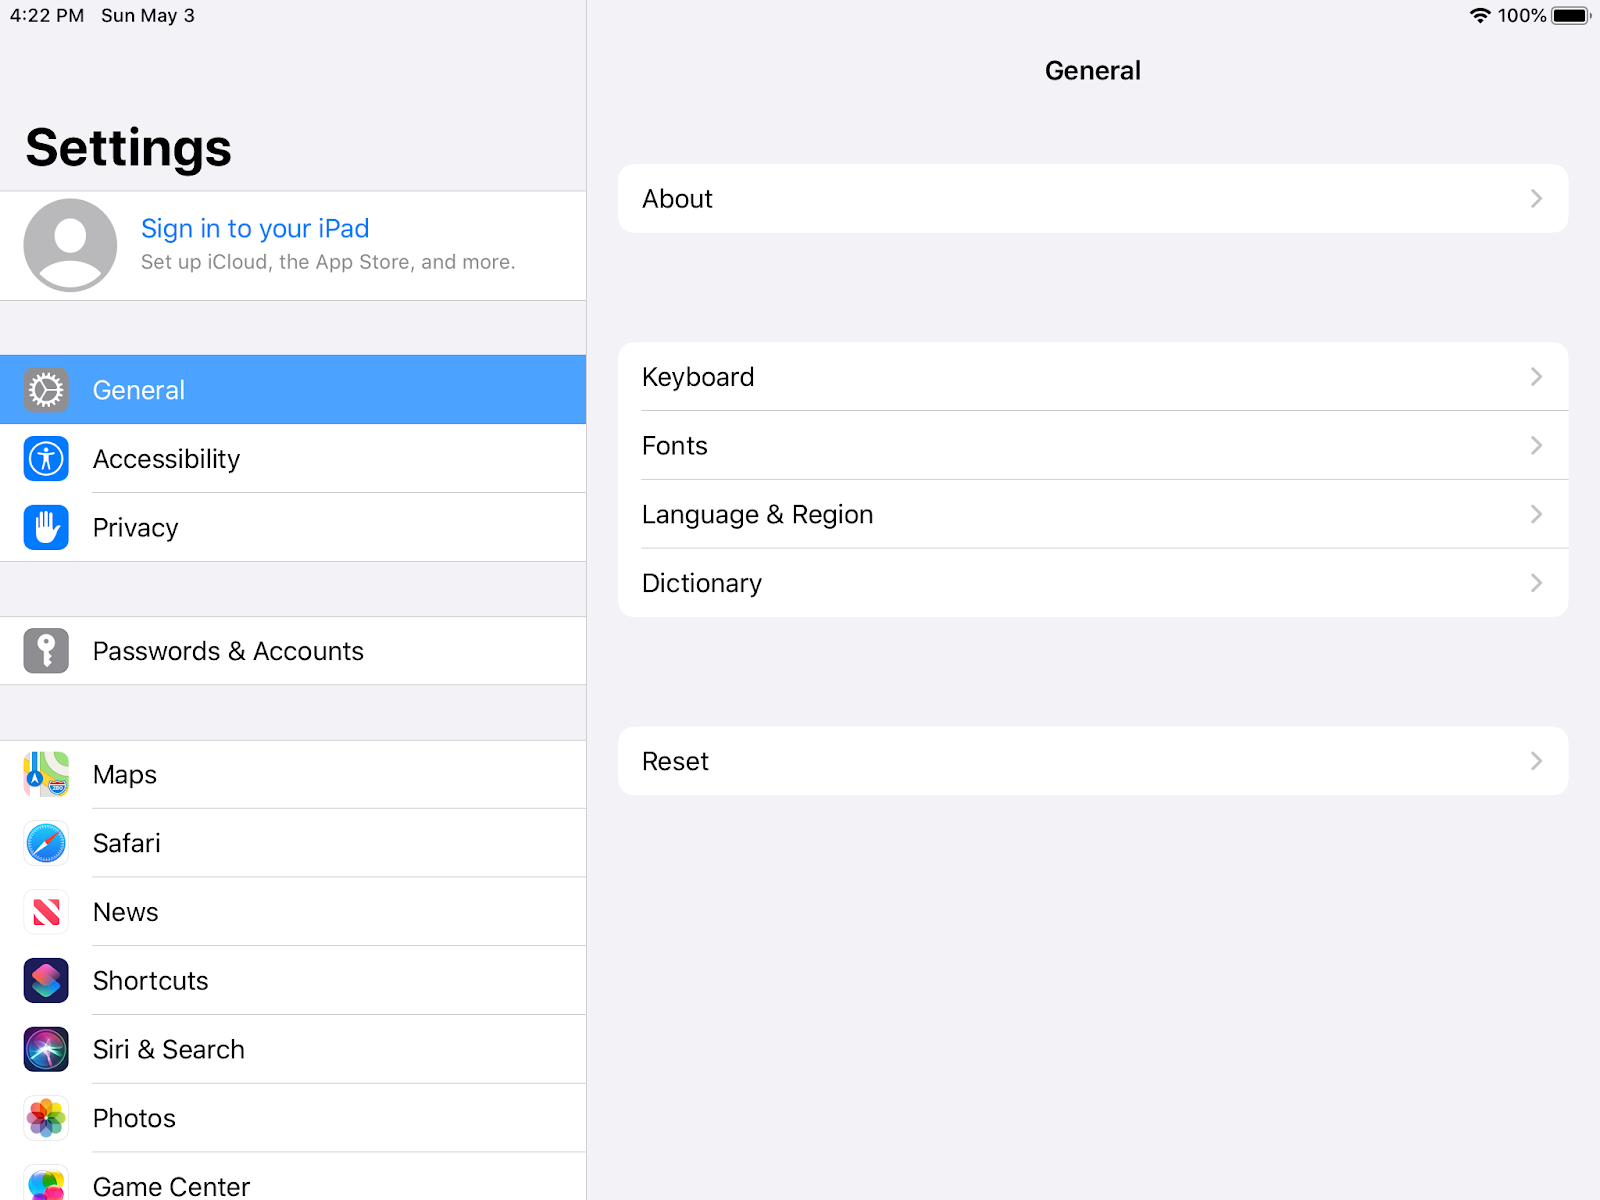 4:22 PM Sun May 3
100%
Settings
Sign in to your iPad
Set up iCloud, the App Store, and more.
General
Accessibility
Privacy
Passwords & Accounts
Maps
Safari
News
Shortcuts
Siri & Search
Photos
Game Center
General
About
Keyboard
Fonts
Language & Region
Dictionary
Reset